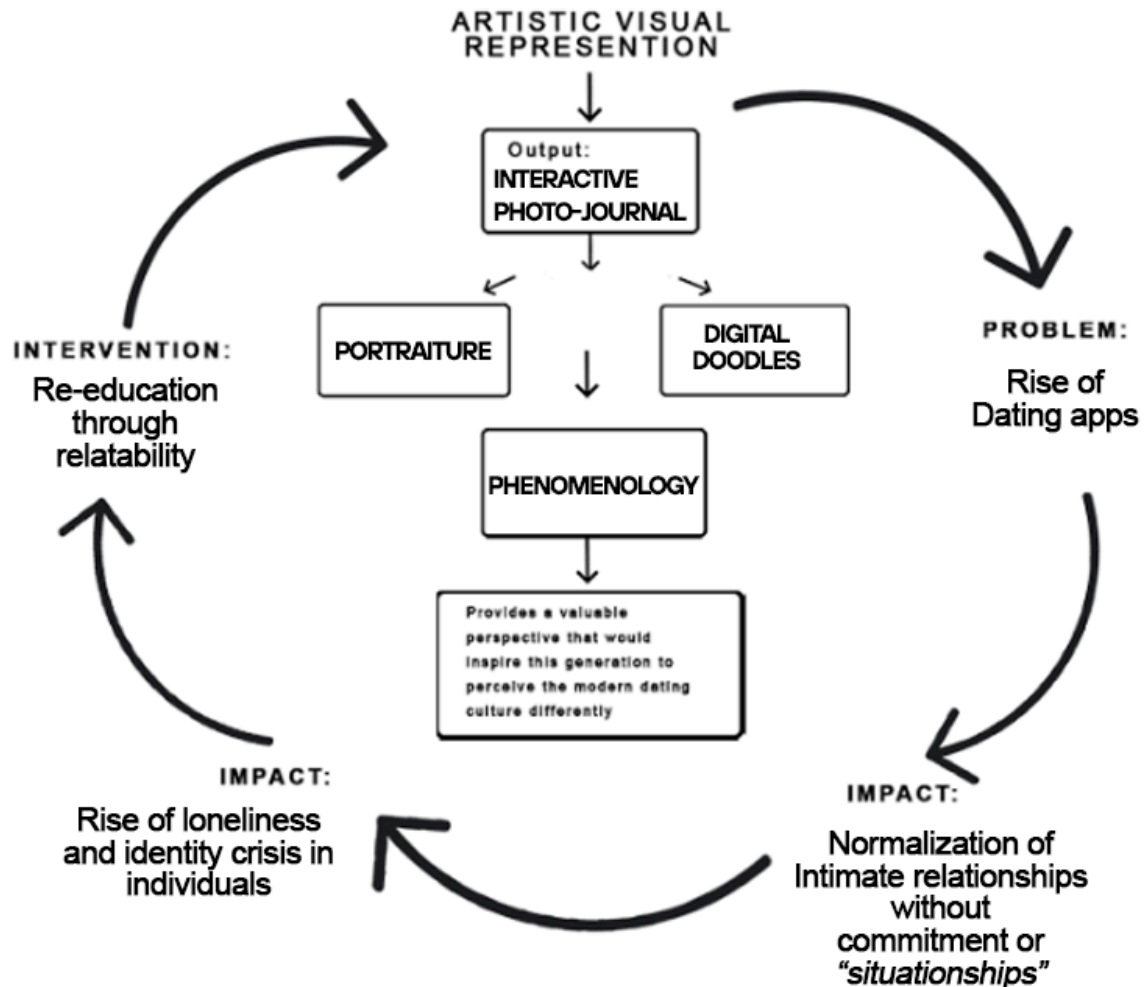 ARTISTIC VISUAL
REPRESENTION
Output:
INTERACTIVE
PHOTO-JOURNAL
PORTRAITURE
DIGITAL
DOODLES
PHENOMENOLOGY
Provides a valuable
perspective that would
inspire this generation to
perceive the modern dating
culture differently
PROBLEM:
Rise of
Dating apps
IMPACT:
Normalization of
Intimate relationships
without
commitment or
“situationships”
IMPACT:
Rise of loneliness
and identity crisis in
individuals
INTERVENTION:
Re-education
through
relatability